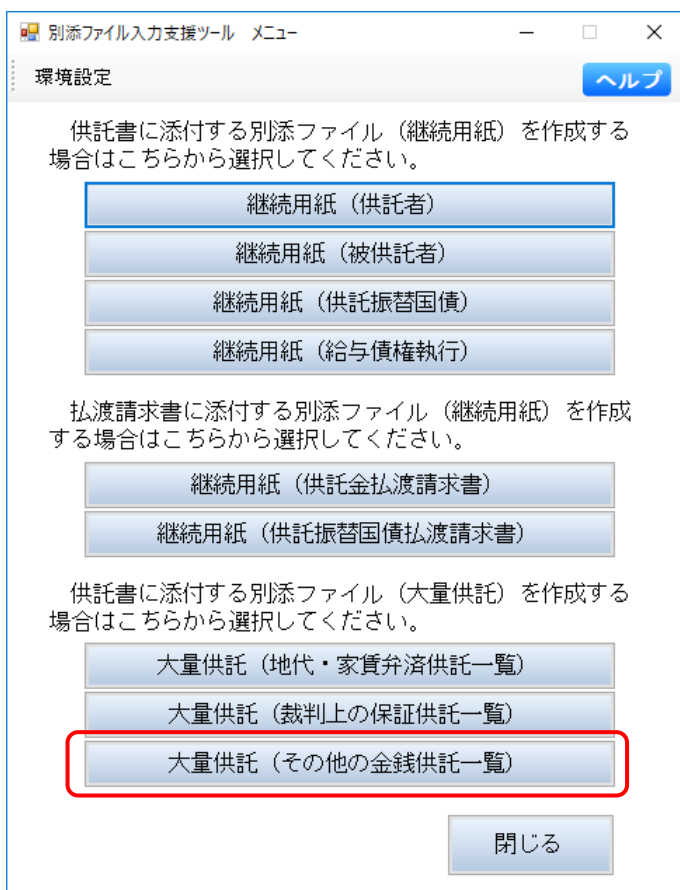 別添ファイル入力支援ツール　メニュー
環境設定
ヘルプ
供託書に添付する別添ファイル（継続用紙）を作成する
場合はこちらから選択してください。
継続用紙（供託者）
継続用紙（被供託者）
継続用紙（供託振替国債）
継続用紙（給与債権執行）
払渡請求書に添付する別添ファイル（継続用紙）を作成
する場合はこちらから選択してください。
継続用紙（供託金払渡請求書）
継続用紙（供託振替国債払渡請求書）
供託書に添付する別添ファイル（大量供託）を作成する
場合はこちらから選択してください。
大量供託（地代・家賃弁済供託一覧）
大量供託（裁判上の保証供託一覧）
大量供託（その他の金銭供託一覧）
閉じる